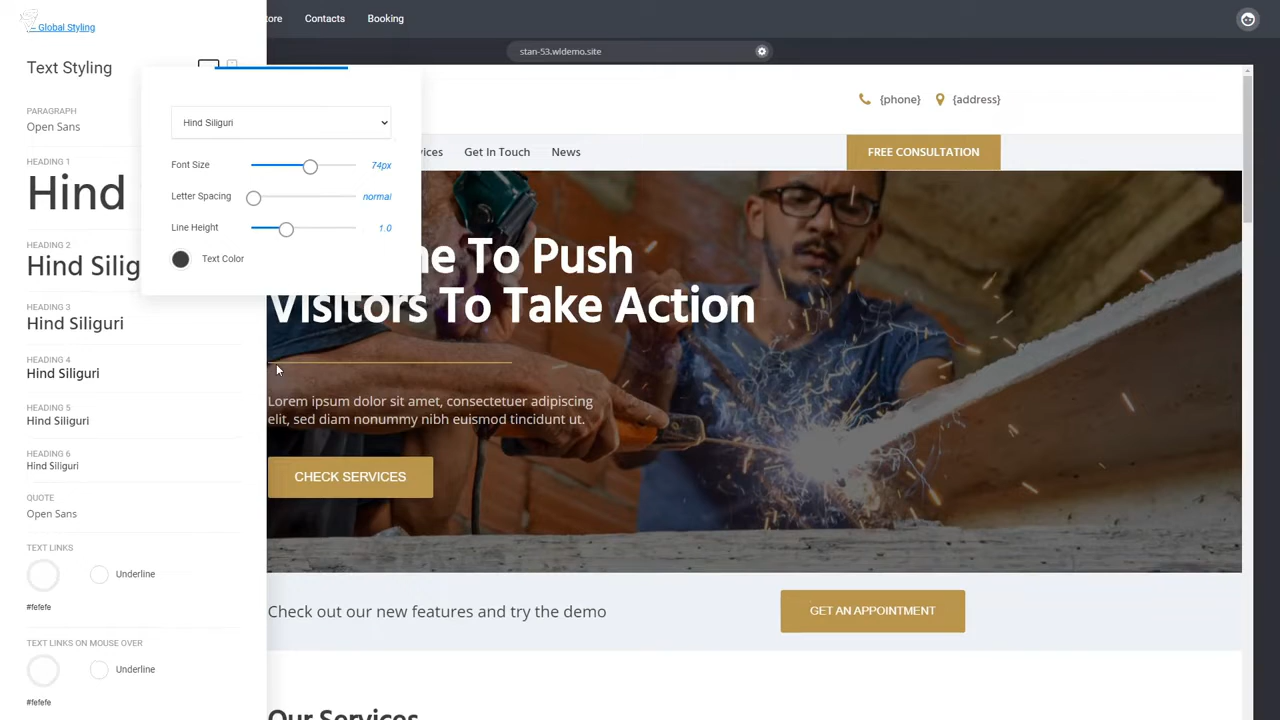 ← Global Styling
ore Contacts Booking
stan-53.wldemo.site
Text Styling
PARAGRAPH
Open Sans
HEADING 1
Hind
HEADING 2
Hind Silig
HEADING 3
Hind Siliguri
HEADING 4
Hind Siliguri
HEADING 5
Hind Siliguri
HEADING 6
Hind Siliguri
QUOTE
Open Sans
TEXT LINKS
Underline
#fefefe
TEXT LINKS ON MOUSE OVER
Underline
#fefefe
Hind Siliguri
Font Size 74px
Letter Spacing normal
Line Height 1.0
Text Color
{phone} {address}
vices Get In Touch News FREE CONSULTATION
e To Push
Visitors To Take Action
Lorem ipsum dolor sit amet, consectetuer adipiscing
elit, sed diam nonummy nibh euismod tincidunt ut.
CHECK SERVICES
Check out our new features and try the demo
GET AN APPOINTMENT
Our Services